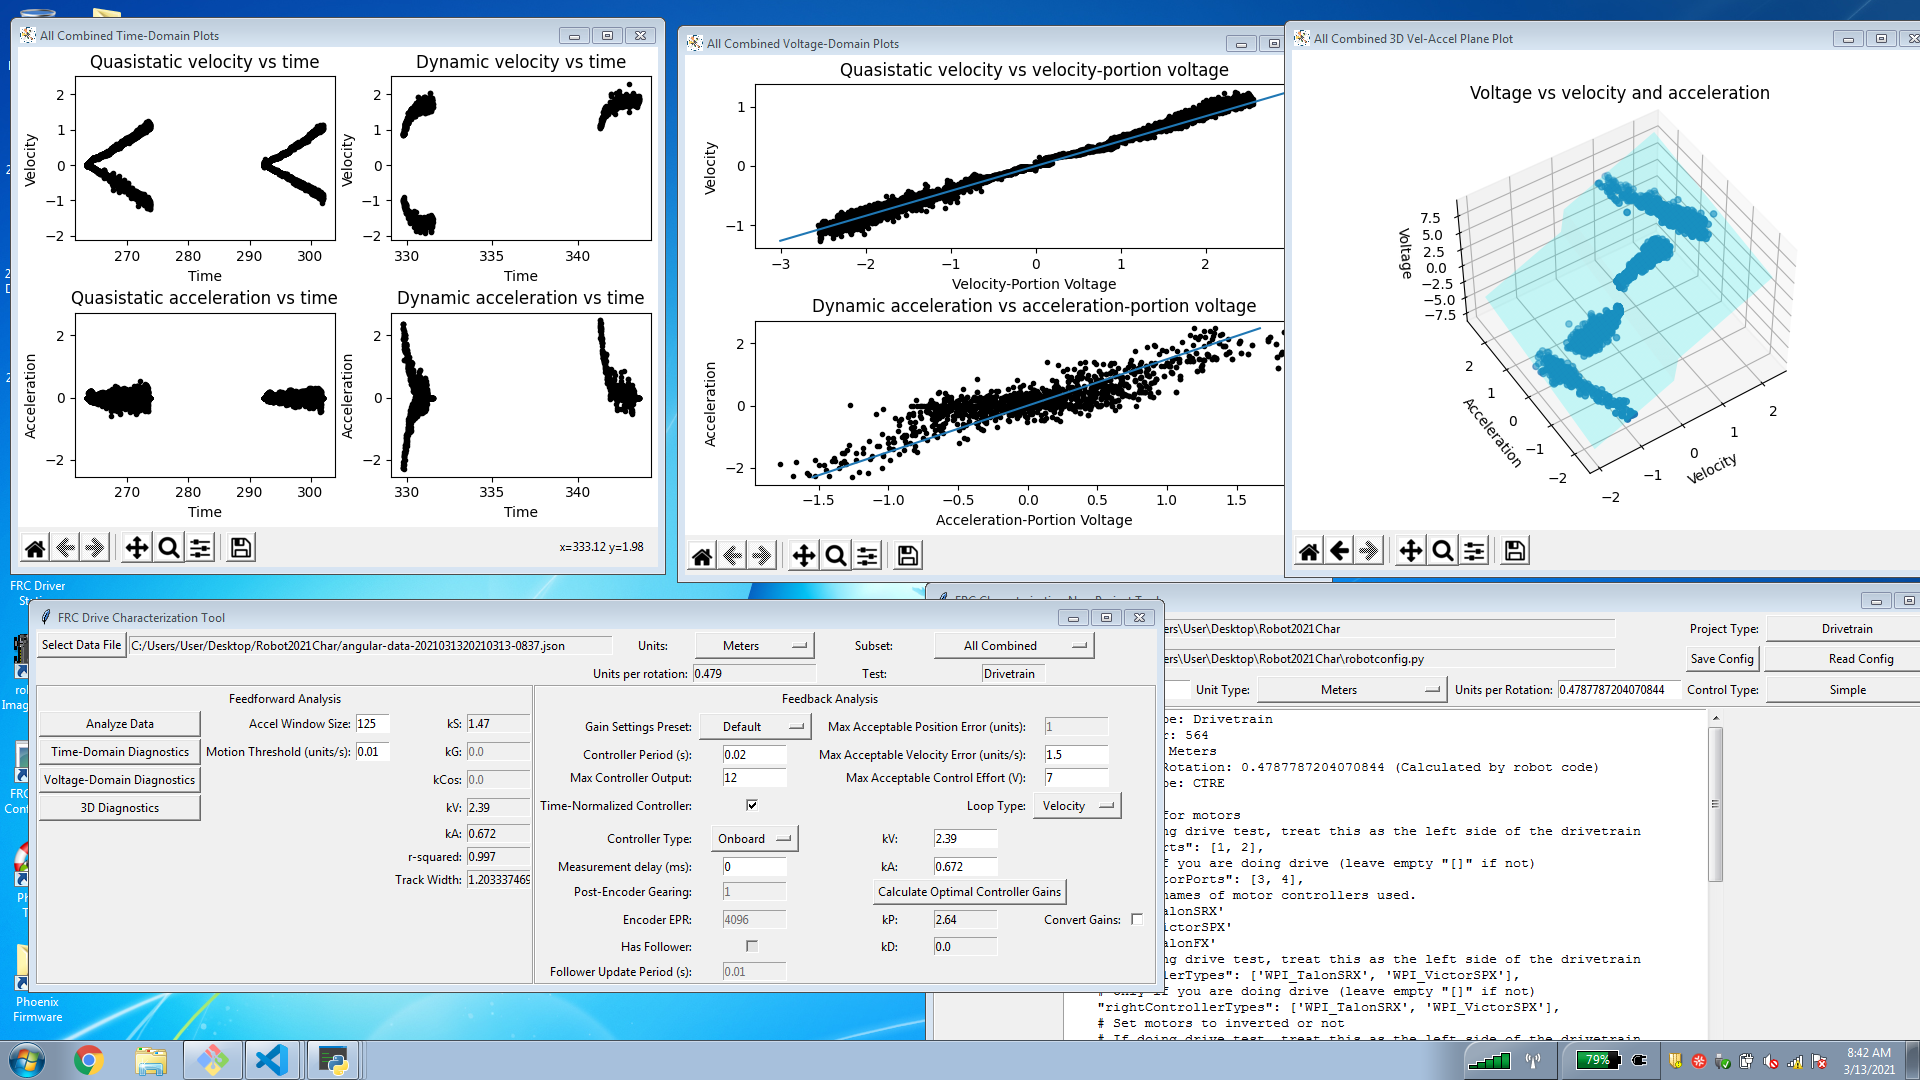 All Combined Time-Domain Plots
Quasistatic velocity vs time
Dynamic velocity vs time
Velocity
2
1
0
−1
−2
270 280 290 300
Time
Velocity
2
1
0
−1
−2
330 335 340
Time
Quasistatic acceleration vs time
Dynamic acceleration vs time
Acceleration
2
0
−2
270 280 290 300
Time
Acceleration
2
0
−2
330 335 340
Time
x=333.12 y=1.98
All Combined Voltage-Domain Plots
Quasistatic velocity vs velocity-portion voltage
Velocity
1
0
−1
−3 −2 −1 0 1 2
Velocity-Portion Voltage
Dynamic acceleration vs acceleration-portion voltage
Acceleration
2
0
−2
−1.5 −1.0 −0.5 0.0 0.5 1.0 1.5
Acceleration-Portion Voltage
All Combined 3D Vel-Accel Plane Plot
Voltage vs velocity and acceleration
Voltage
7.5
5.0
2.5
0.0
−2.5
−5.0
−7.5
2
1
0
−1
−2
Acceleration
−2
−1
0
1
2
Velocity
FRC Driver
FRC Drive Characterization Tool
Select Data File C:/Users/User/Desktop/Robot2021Char/angular-data-2021031320210313-0837.json Units: Meters Subset: All Combined
Units per rotation: 0.479 Test: Drivetrain
Feedforward Analysis
Analyze Data Accel Window Size: 125 kS: 1.47
Time-Domain Diagnostics Motion Threshold (units/s): 0.01 kG: 0.0
Voltage-Domain Diagnostics kCos: 0.0
3D Diagnostics kV: 2.39
kA: 0.672
r-squared: 0.997
Track Width: 1.203337469
Feedback Analysis
Gain Settings Preset: Default Max Acceptable Position Error (units): 1
Controller Period (s): 0.02 Max Acceptable Velocity Error (units/s): 1.5
Max Controller Output: 12 Max Acceptable Control Effort (V): 7
Time-Normalized Controller: Loop Type: Velocity
Controller Type: Onboard kV: 2.39
Measurement delay (ms): 0 kA: 0.672
Post-Encoder Gearing: 1 Calculate Optimal Controller Gains
Encoder EPR: 4096 kP: 2.64 Convert Gains:
Has Follower: kD: 0.0
Follower Update Period (s): 0.01
ers\User\Desktop\Robot2021Char Project Type: Drivetrain
ers\User\Desktop\Robot2021Char\robotconfig.py Save Config Read Config
Unit Type: Meters Units per Rotation: 0.4787787204070844 Control Type: Simple
pe: Drivetrain
r: 564
Meters
Rotation: 0.4787787204070844 (Calculated by robot code)
pe: CTRE
for motors
ng drive test, treat this as the left side of the drivetrain
rts": [1, 2],
f you are doing drive (leave empty "[]" if not)
torPorts": [3, 4],
names of motor controllers used.
alonSRX'
ictorSPX'
alonFX'
ng drive test, treat this as the left side of the drivetrain
llerTypes": ['WPI_TalonSRX', 'WPI_VictorSPX'],
# Only if you are doing drive (leave empty "[]" if not)
"rightControllerTypes": ['WPI_TalonSRX', 'WPI_VictorSPX'],
# Set motors to inverted or not
# If doing drive test, treat this as the left side of the drivetrain
Phoenix
Firmware
79%
8:42 AM
3/13/2021